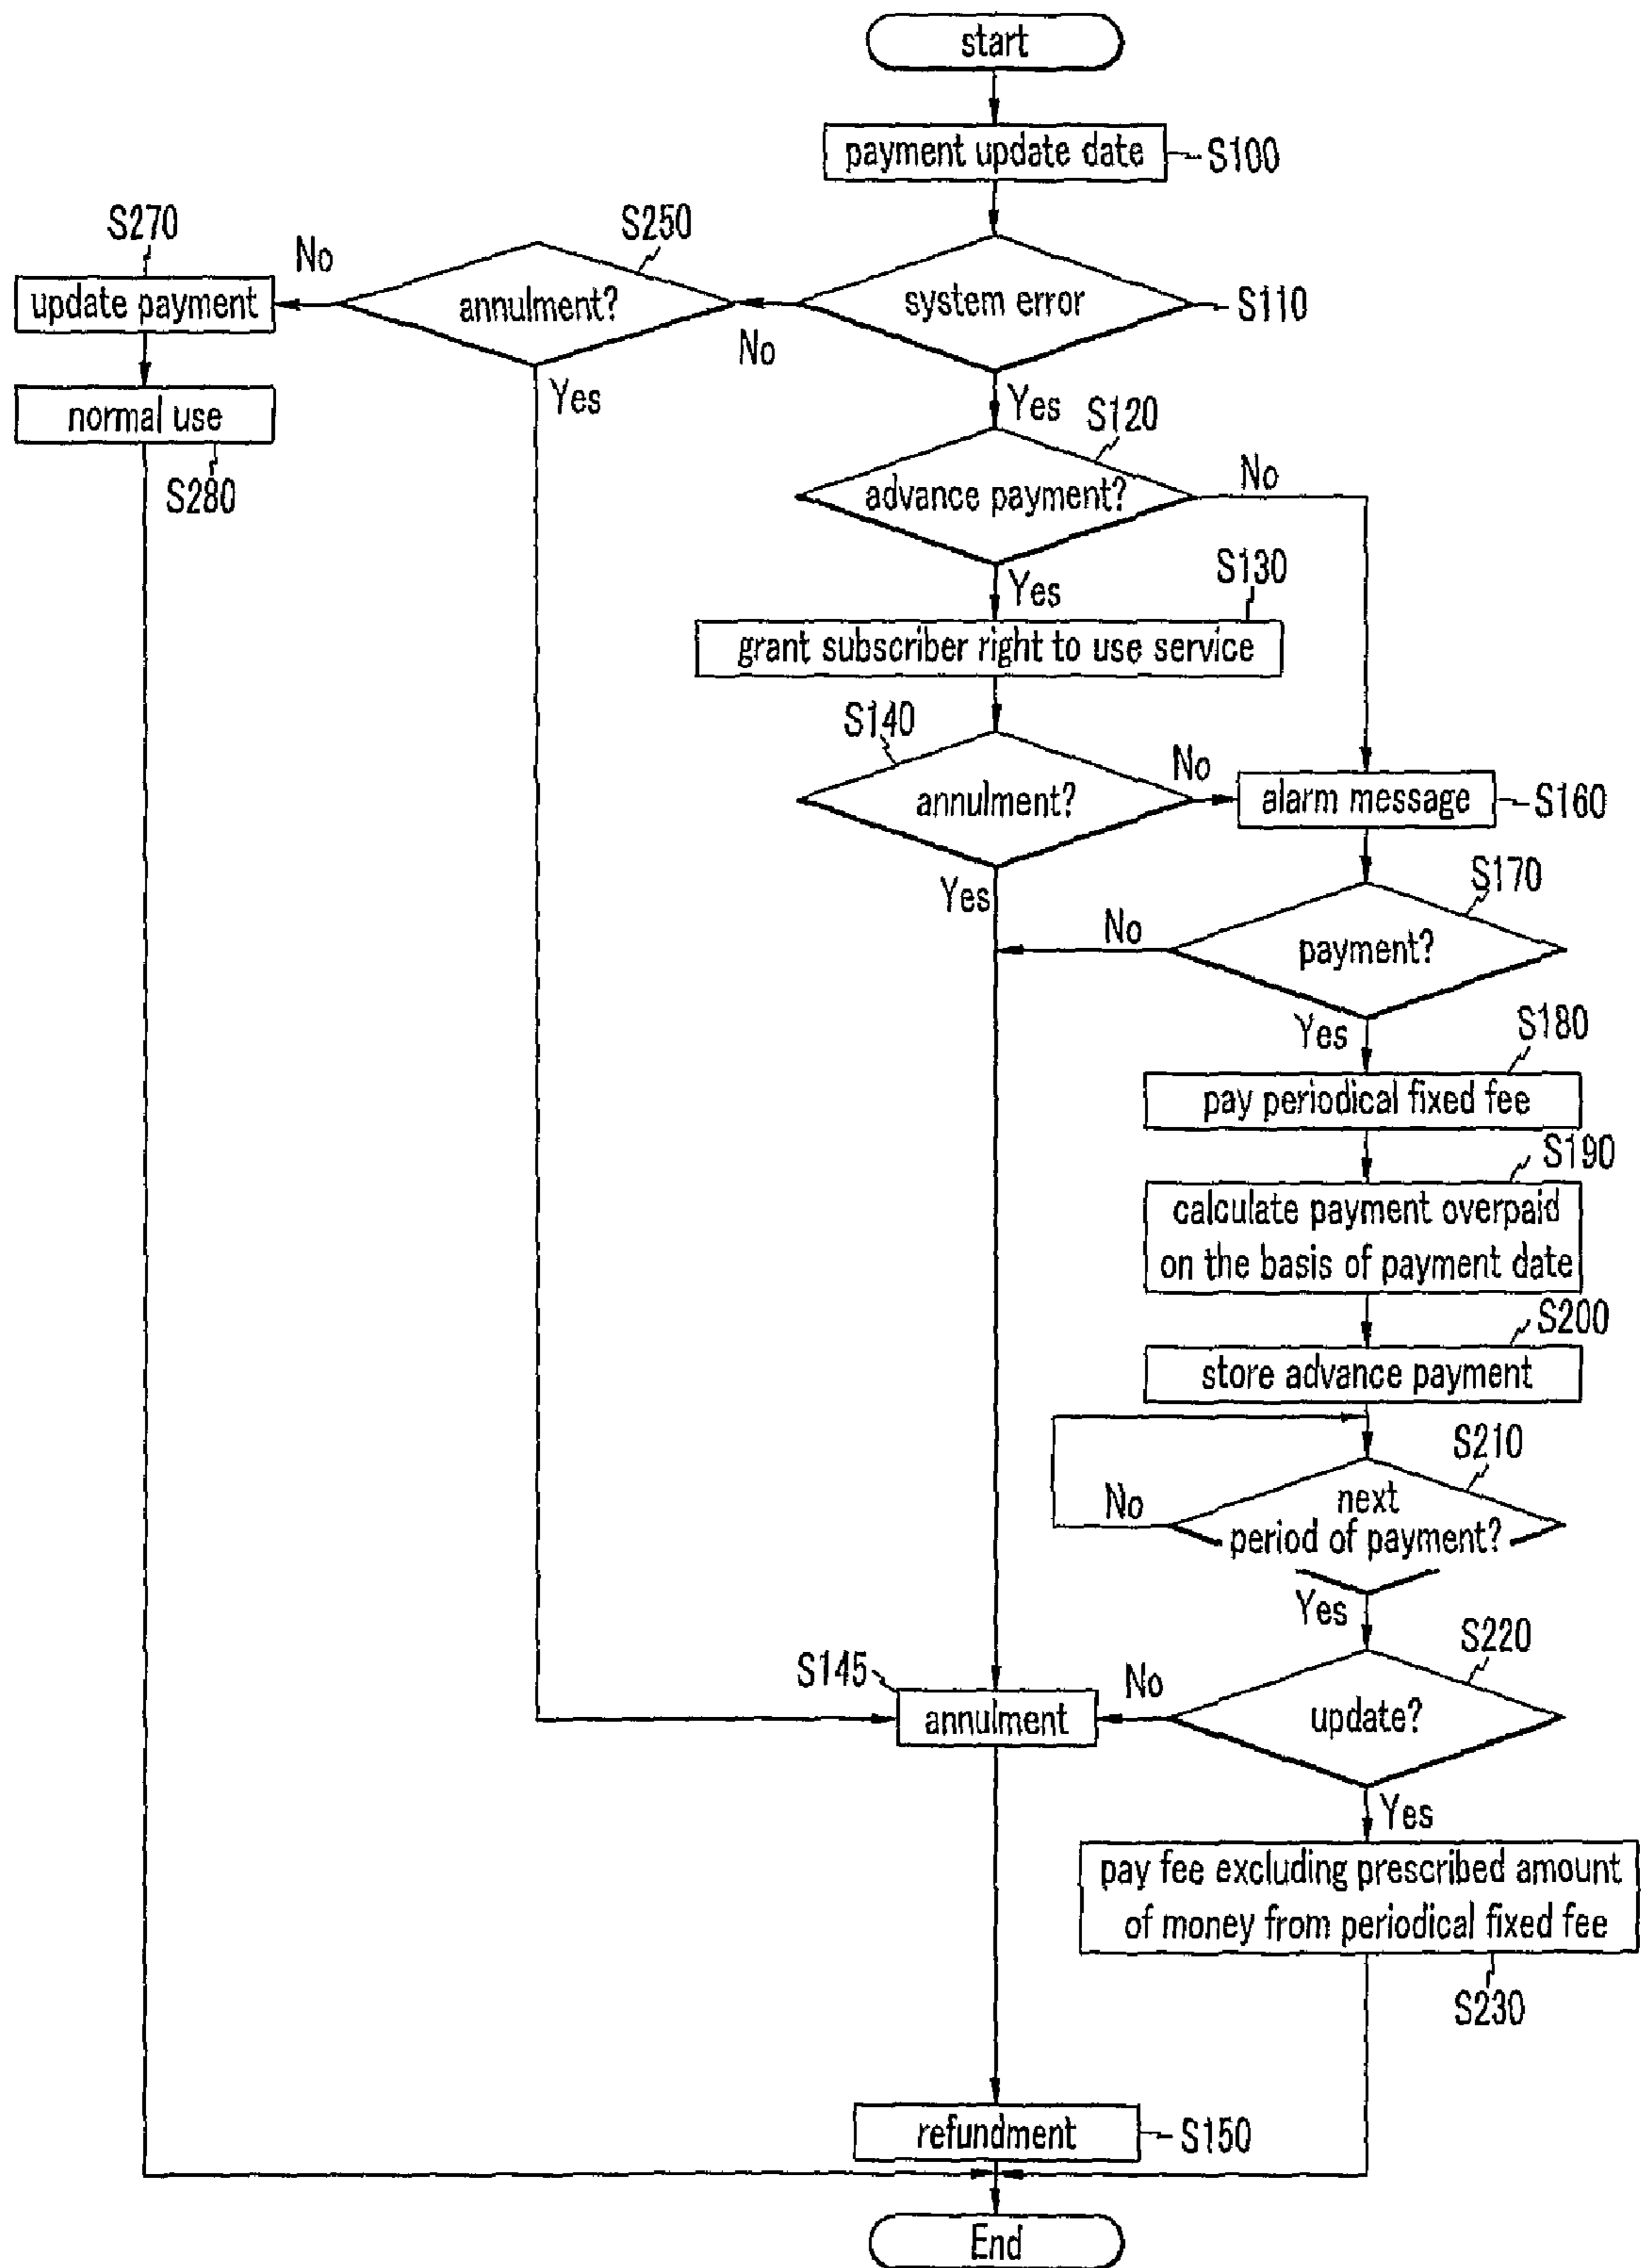 start
payment update date
S100
S270
No
S250
update payment
annulment?
system error
S110
No
normal use
Yes
Yes
S120
S280
advance payment?
No
Yes
S130
grant subscriber right to use service
S140
annulment?
No
alarm message
S160
Yes
S170
No
payment?
Yes
S180
pay periodical fixed fee
S190
calculate payment overpaid
on the basis of payment date
S200
store advance payment
S210
No
next
period of payment?
Yes
S220
S145
No
annulment
update?
Yes
pay fee excluding prescribed amount
of money from periodical fixed fee
S230
refundment
S150
End